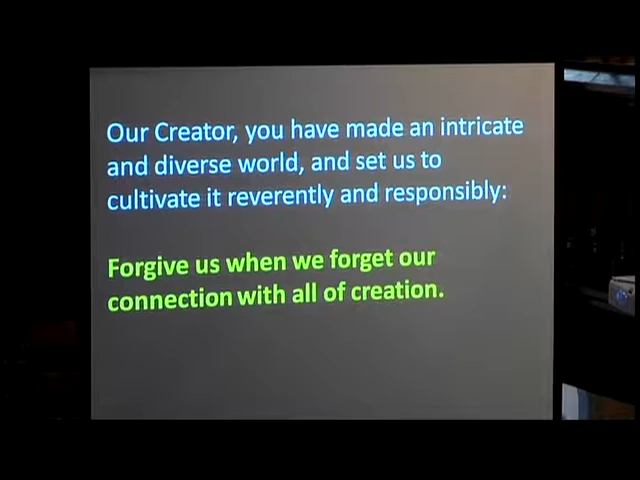 Our Creator, you have made an intricate
and diverse world, and set us to
cultivate it reverently and responsibly:
Forgive us when we forget our
connection with all of creation.